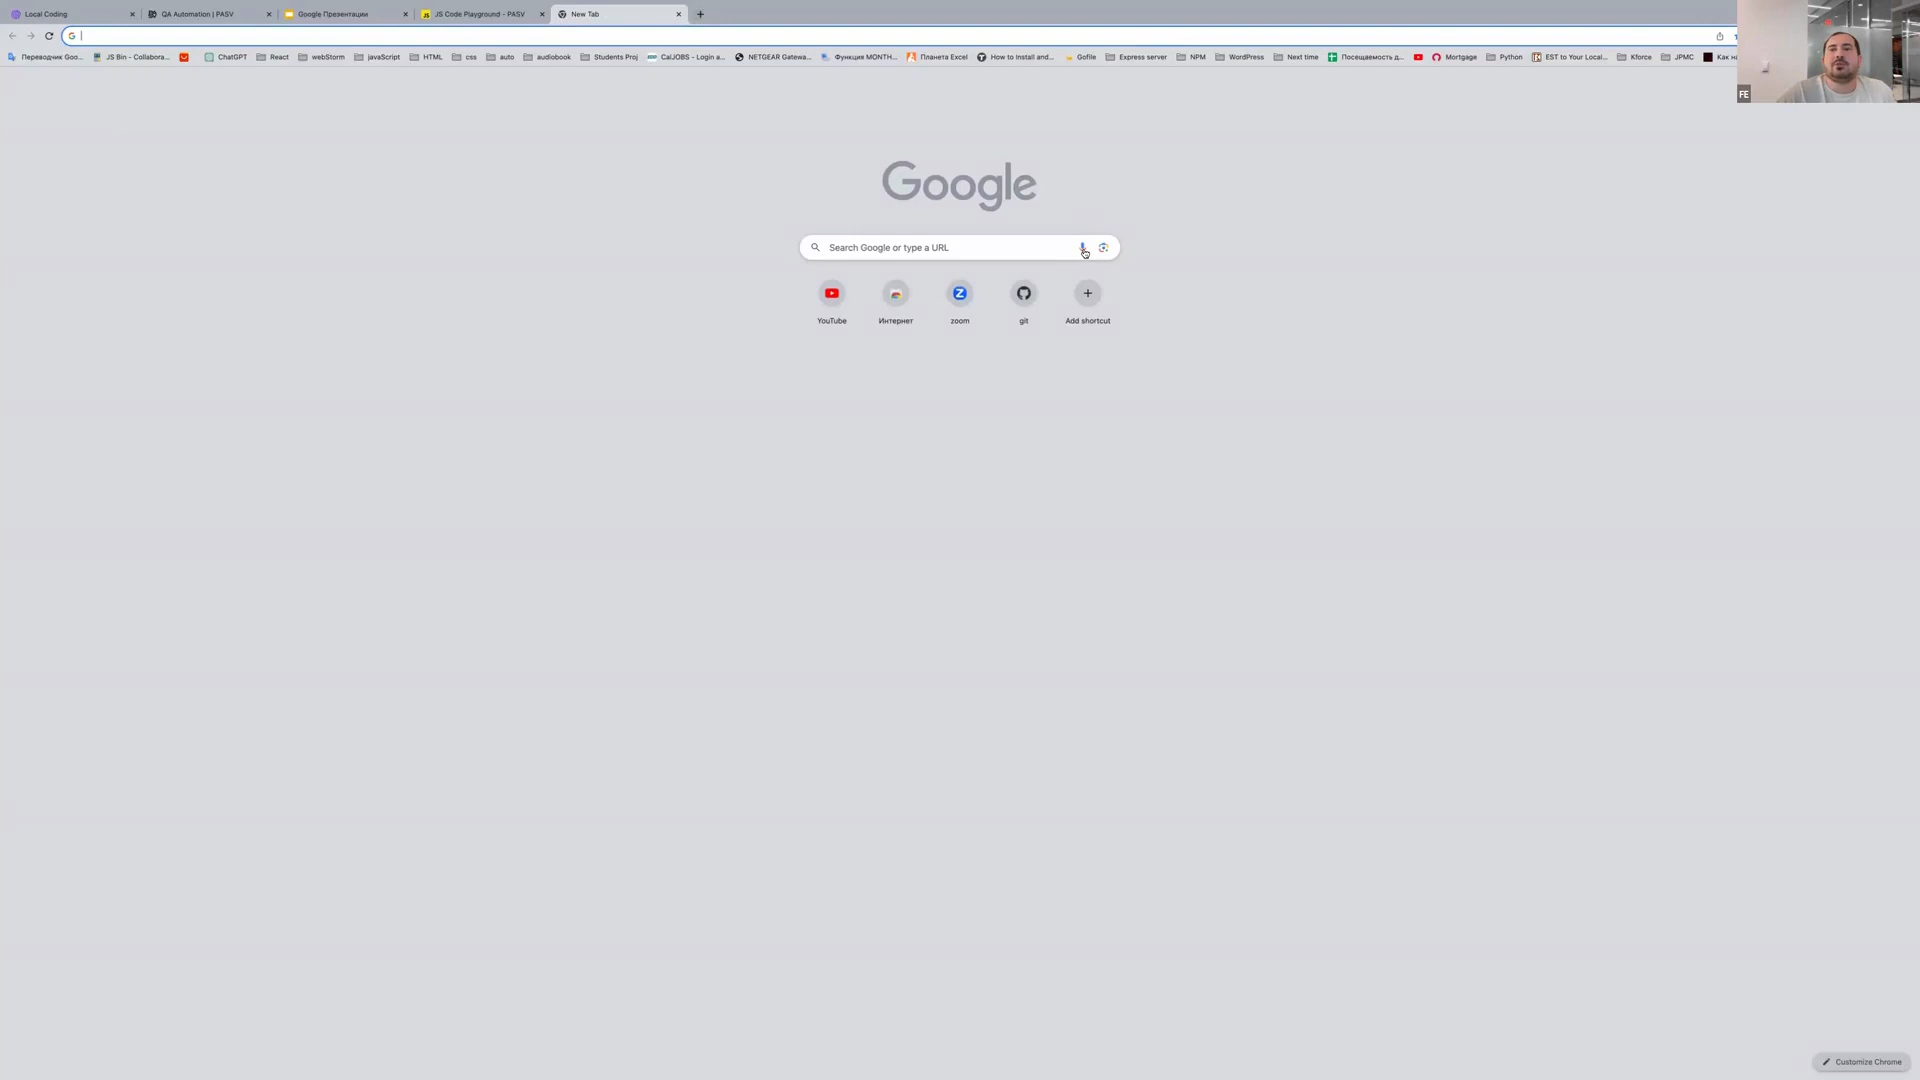 Local Coding
QA Automation | PASV
Google Презентации
JS Code Playground - PASV
New Tab
Переводчик Goo...
JS Bin - Collabora...
ChatGPT
React
webStorm
javaScript
HTML
css
auto
audiobook
Students Proj
CalJOBS - Login a...
NETGEAR Gatewa...
Функция MONTH...
Планета Excel
How to Install and...
Gofile
Express server
NPM
WordPress
Next time
Посещаемость д...
Mortgage
Python
EST to Your Local...
Kforce
JPMC
FE
Google
Search Google or type a URL
YouTube
Интернет
zoom
git
Add shortcut
Customize Chrome